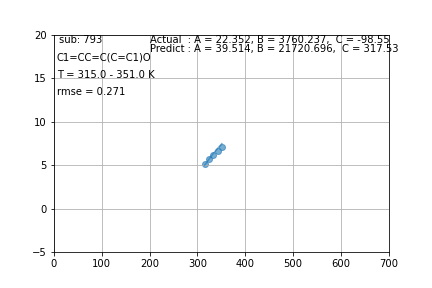 sub: 793
Actual : A = 22.352, B = 3760.237, C = -98.55
Predict : A = 39.514, B = 21720.696, C = 317.53
C1=CC=C(C=C1)O
T = 315.0 - 351.0 K
rmse = 0.271
20
15
10
5
0
−5
0 100 200 300 400 500 600 700